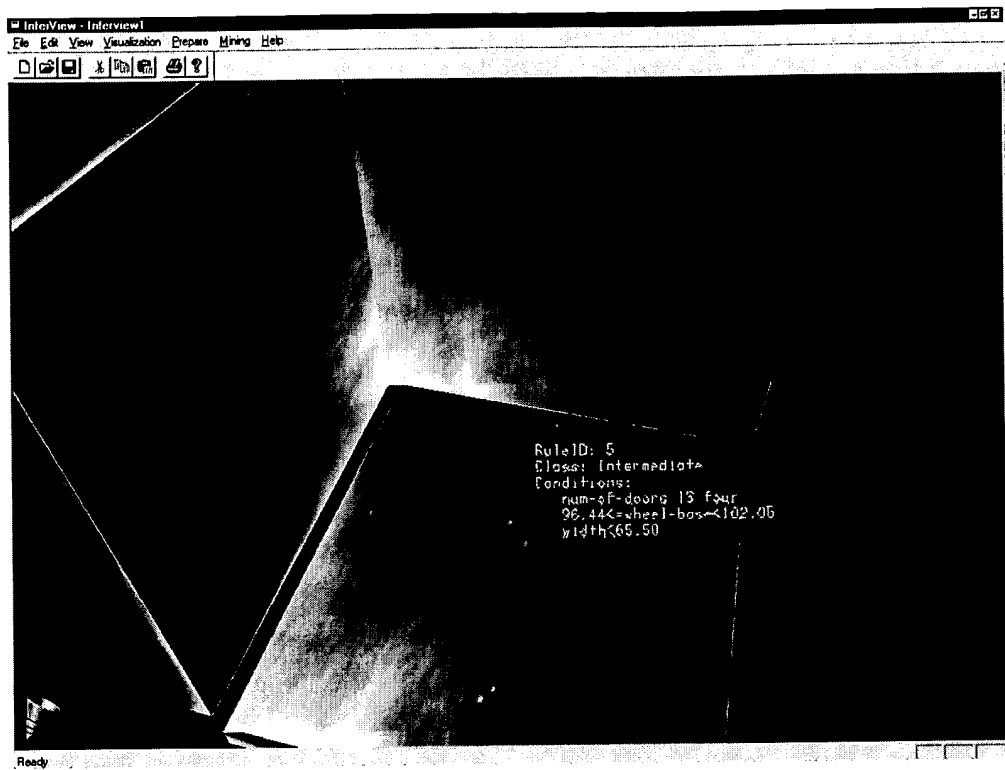 InterView - Interview1
File Edit View Visualization Prepare Mining Help
RuleID: 5
Class: Intermediate
Conditions:
num-of-doors IS four
96.44<=wheel-base<102.05
width<65.50
Ready